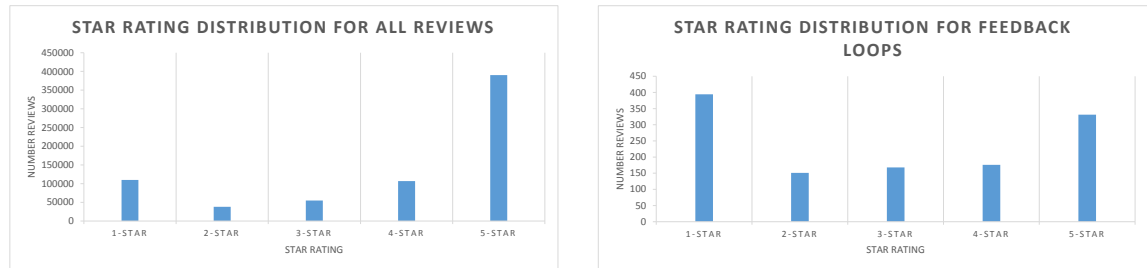 STAR RATING DISTRIBUTION FOR ALL REVIEWS
NUMBER REVIEWS
450000
400000
350000
300000
250000
200000
150000
100000
50000
0
1-STAR 2-STAR 3-STAR 4-STAR 5-STAR
STAR RATING
STAR RATING DISTRIBUTION FOR FEEDBACK
LOOPS
NUMBER REVIEWS
450
400
350
300
250
200
150
100
50
0
1-STAR 2-STAR 3-STAR 4-STAR 5-STAR
STAR RATING